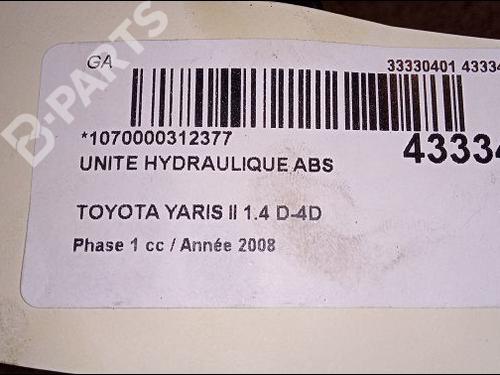 GA
33330401 43334
*1070000312377
43334
UNITE HYDRAULIQUE ABS
TOYOTA YARIS II 1.4 D-4D
Phase 1 cc / Année 2008
B-PARTS